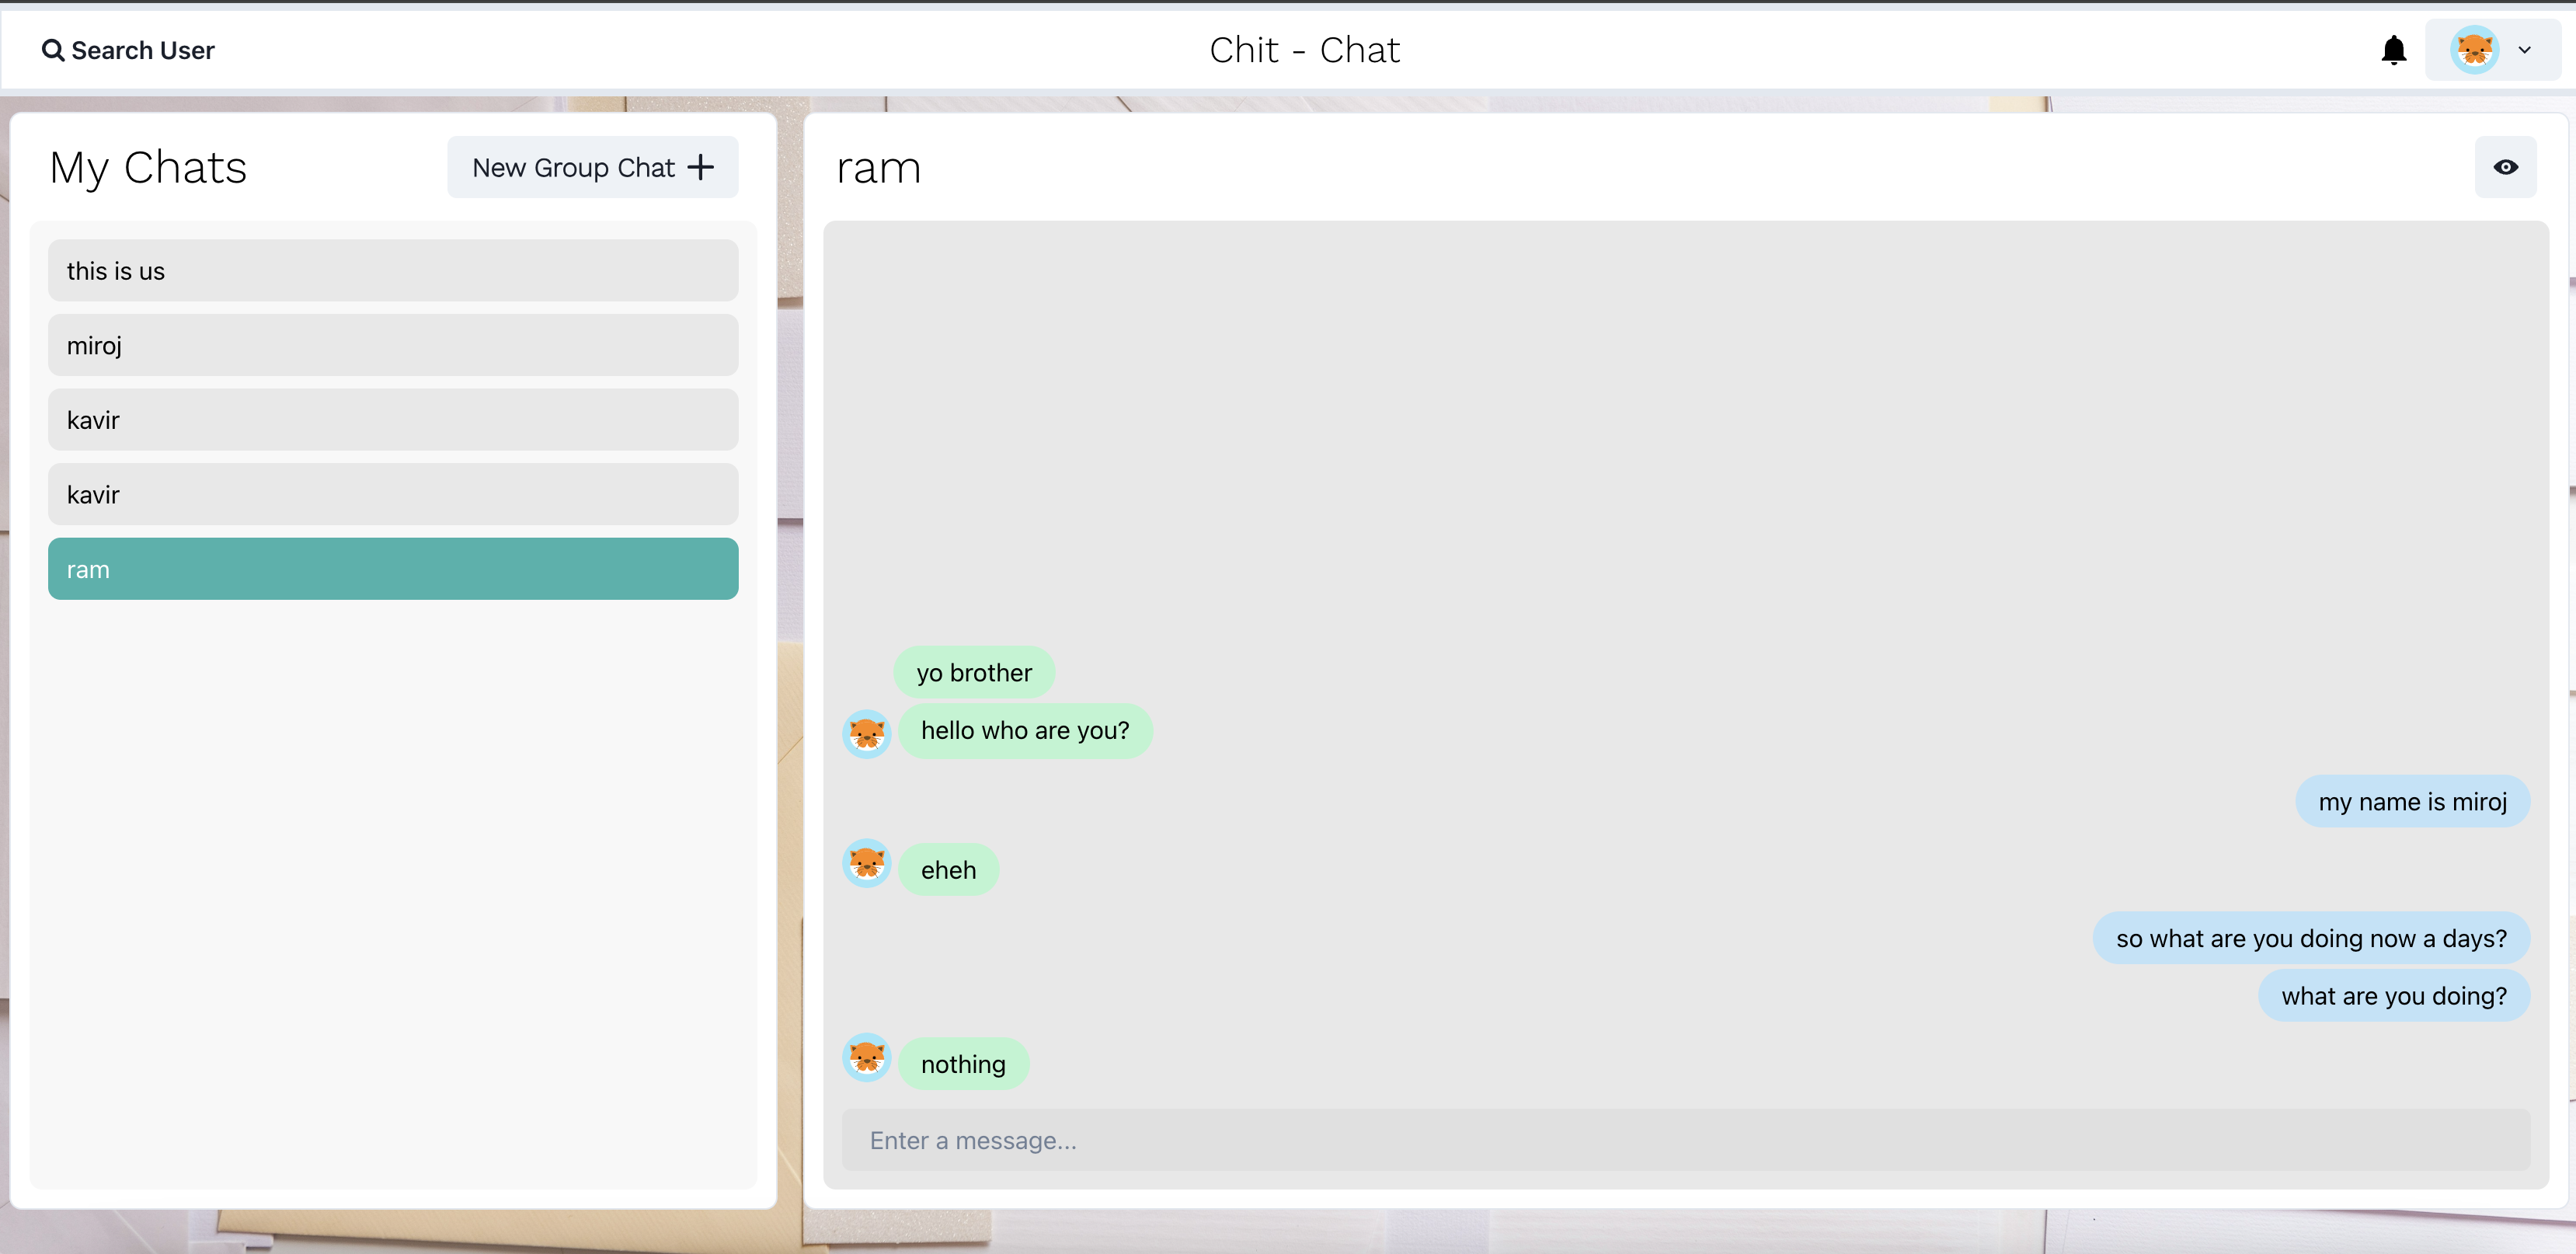 Search User
Chit - Chat
My Chats
New Group Chat
this is us
miroj
kavir
kavir
ram
ram
yo brother
hello who are you?
my name is miroj
eheh
so what are you doing now a days?
what are you doing?
nothing
Enter a message...